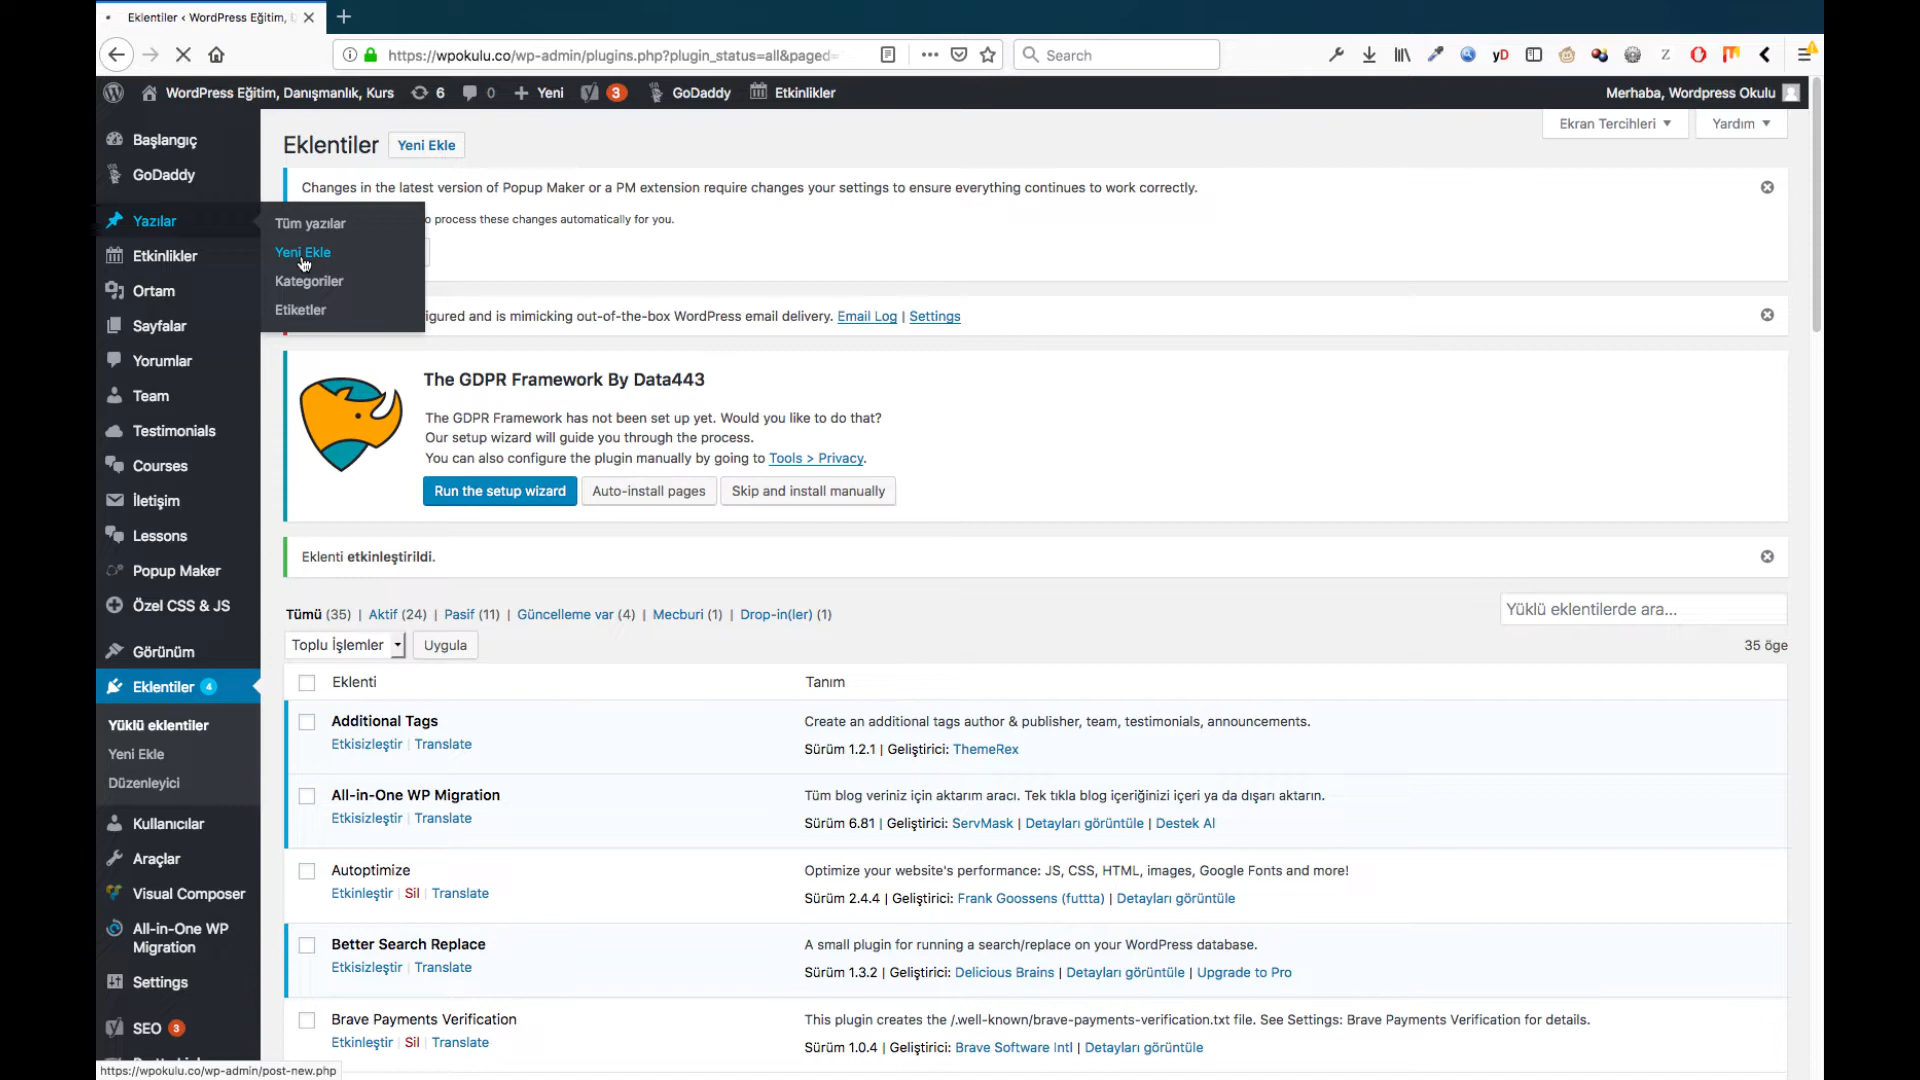 Eklentiler ‹ WordPress Eğitim,
https://wpokulu.co/wp-admin/plugins.php?plugin_status=all&paged=
Search
WordPress Eğitim, Danışmanlık, Kurs
6
0
Yeni
3
GoDaddy
Etkinlikler
Merhaba, Wordpress Okulu
Başlangıç
GoDaddy
Yazılar
Tüm yazılar
Yeni Ekle
Kategoriler
Etiketler
Etkinlikler
Ortam
Sayfalar
Yorumlar
Team
Testimonials
Courses
İletişim
Lessons
Popup Maker
Özel CSS & JS
Görünüm
Eklentiler 4
Yüklü eklentiler
Yeni Ekle
Düzenleyici
Kullanıcılar
Araçlar
Visual Composer
All-in-One WP
Migration
Settings
SEO 3
Ekran Tercihleri
Yardım
Eklentiler
Yeni Ekle
Changes in the latest version of Popup Maker or a PM extension require changes your settings to ensure everything continues to work correctly.
o process these changes automatically for you.
igured and is mimicking out-of-the-box WordPress email delivery. Email Log | Settings
The GDPR Framework By Data443
The GDPR Framework has not been set up yet. Would you like to do that?
Our setup wizard will guide you through the process.
You can also configure the plugin manually by going to Tools > Privacy.
Run the setup wizard
Auto-install pages
Skip and install manually
Eklenti etkinleştirildi.
Tümü (35) | Aktif (24) | Pasif (11) | Güncelleme var (4) | Mecburi (1) | Drop-in(ler) (1)
Yüklü eklentilerde ara...
Toplu İşlemler
Uygula
35 öge
Eklenti
Tanım
Additional Tags
Etkisizleştir | Translate
Create an additional tags author & publisher, team, testimonials, announcements.
Sürüm 1.2.1 | Geliştirici: ThemeRex
All-in-One WP Migration
Etkisizleştir | Translate
Tüm blog veriniz için aktarım aracı. Tek tıkla blog içeriğinizi içeri ya da dışarı aktarın.
Sürüm 6.81 | Geliştirici: ServMask | Detayları görüntüle | Destek Al
Autoptimize
Etkinleştir | Sil | Translate
Optimize your website's performance: JS, CSS, HTML, images, Google Fonts and more!
Sürüm 2.4.4 | Geliştirici: Frank Goossens (futtta) | Detayları görüntüle
Better Search Replace
Etkisizleştir | Translate
A small plugin for running a search/replace on your WordPress database.
Sürüm 1.3.2 | Geliştirici: Delicious Brains | Detayları görüntüle | Upgrade to Pro
Brave Payments Verification
Etkinleştir | Sil | Translate
This plugin creates the /.well-known/brave-payments-verification.txt file. See Settings: Brave Payments Verification for details.
Sürüm 1.0.4 | Geliştirici: Brave Software Intl | Detayları görüntüle
https://wpokulu.co/wp-admin/post-new.php